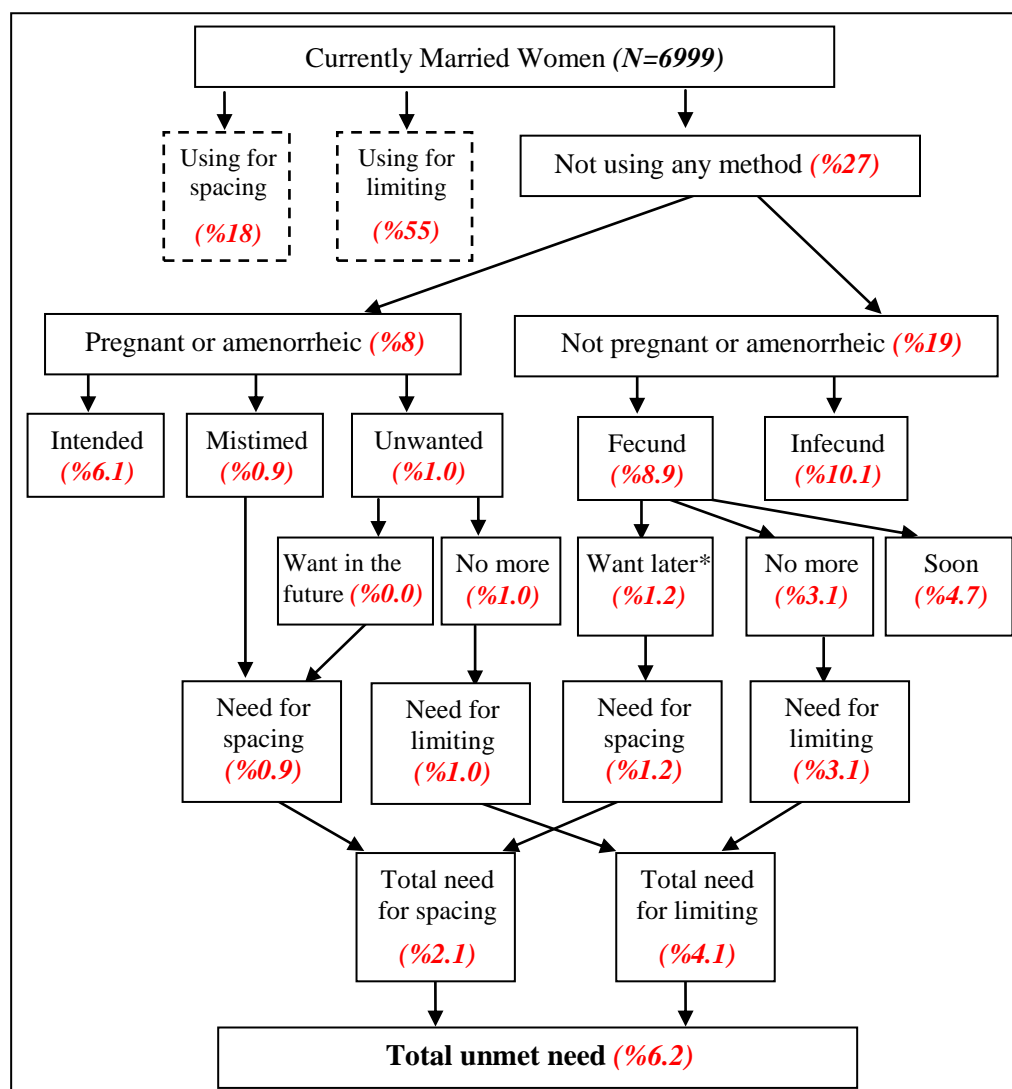 Currently Married Women (N=6999)
Using for
spacing
(%18)
Using for
limiting
(%55)
Not using any method (%27)
Pregnant or amenorrheic (%8)
Not pregnant or amenorrheic (%19)
Intended
(%6.1)
Mistimed
(%0.9)
Unwanted
(%1.0)
Fecund
(%8.9)
Infecund
(%10.1)
Want in the
future (%0.0)
No more
(%1.0)
Want later*
(%1.2)
No more
(%3.1)
Soon
(%4.7)
Need for
spacing
(%0.9)
Need for
limiting
(%1.0)
Need for
spacing
(%1.2)
Need for
limiting
(%3.1)
Total need
for spacing
(%2.1)
Total need
for limiting
(%4.1)
Total unmet need (%6.2)